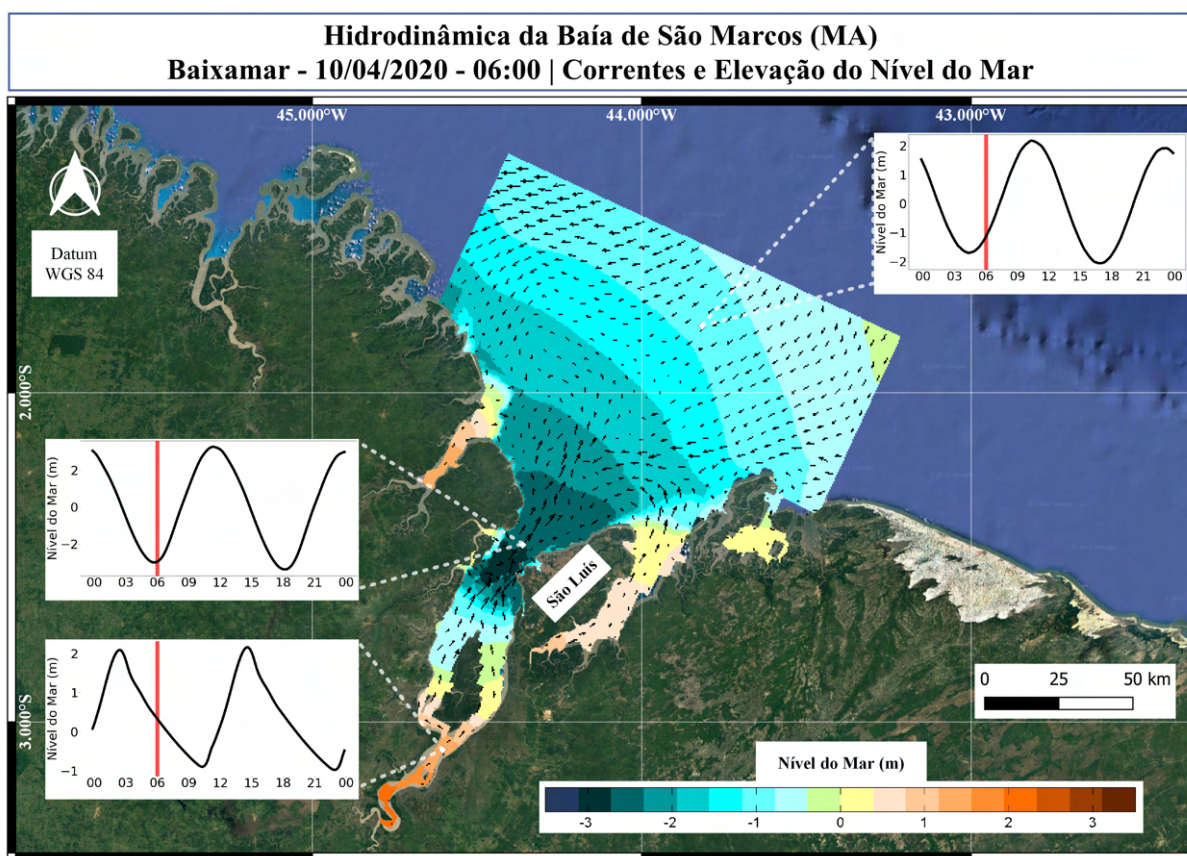 Hidrodinâmica da Baía de São Marcos (MA)
Baixamar - 10/04/2020 - 06:00 | Correntes e Elevação do Nível do Mar
45.000°W 44.000°W 43.000°W
Datum
WGS 84
2.000°S
3.000°S
Nível do Mar (m)
2
1
0
−1
−2
00 03 06 09 12 15 18 21 00
Nível do Mar (m)
2
0
−2
00 03 06 09 12 15 18 21 00
São Luís
Nível do Mar (m)
2
1
0
−1
00 03 06 09 12 15 18 21 00
0 25 50 km
Nível do Mar (m)
-3 -2 -1 0 1 2 3